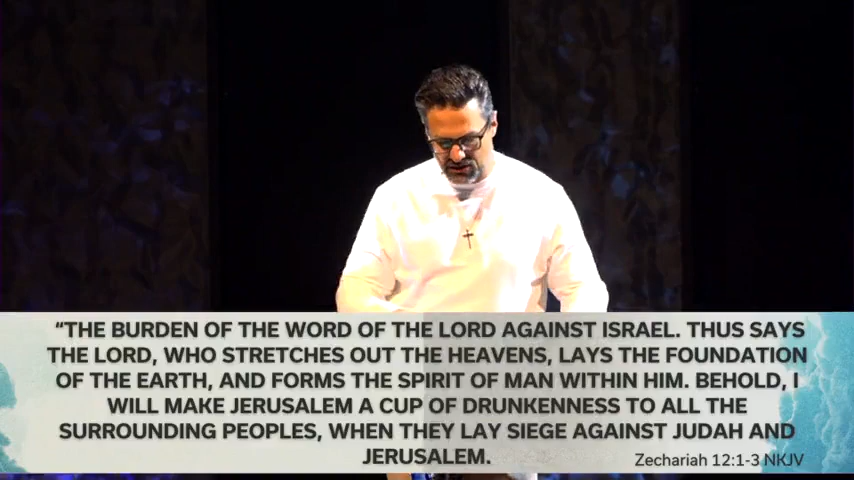 “THE BURDEN OF THE WORD OF THE LORD AGAINST ISRAEL. THUS SAYS
THE LORD, WHO STRETCHES OUT THE HEAVENS, LAYS THE FOUNDATION
OF THE EARTH, AND FORMS THE SPIRIT OF MAN WITHIN HIM. BEHOLD, I
WILL MAKE JERUSALEM A CUP OF DRUNKENNESS TO ALL THE
SURROUNDING PEOPLES, WHEN THEY LAY SIEGE AGAINST JUDAH AND
JERUSALEM.
Zechariah 12:1-3 NKJV